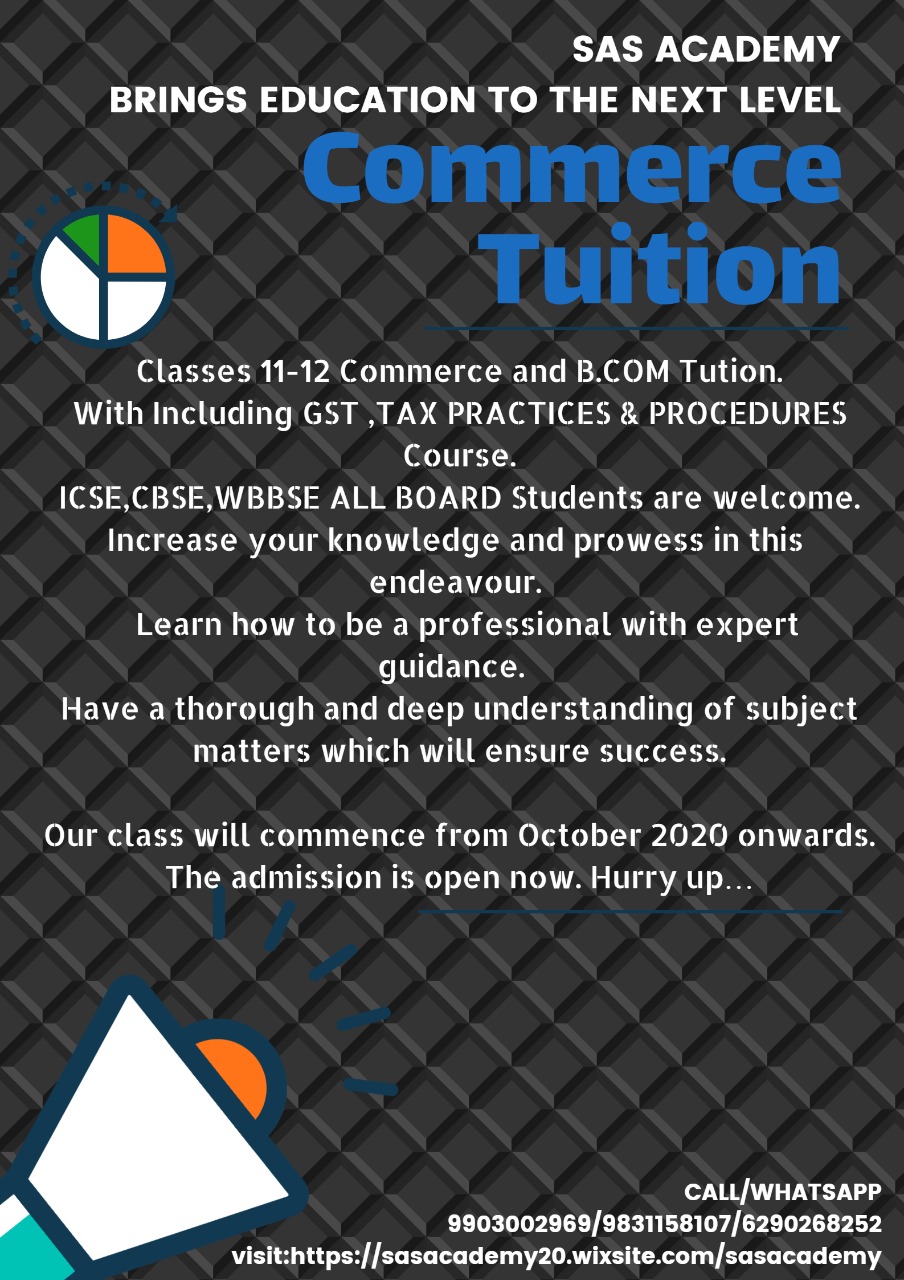 SAS ACADEMY
BRINGS EDUCATION TO THE NEXT LEVEL
Commerce
Tuition
Classes 11-12 Commerce and B.COM Tution.
With Including GST ,TAX PRACTICES & PROCEDURES
Course.
ICSE,CBSE,WBBSE ALL BOARD Students are welcome.
Increase your knowledge and prowess in this
endeavour.
Learn how to be a professional with expert
guidance.
Have a thorough and deep understanding of subject
matters which will ensure success.
Our class will commence from October 2020 onwards.
The admission is open now. Hurry up...
CALL/WHATSAPP
9903002969/9831158107/6290268252
visit:https://sasacademy20.wixsite.com/sasacademy